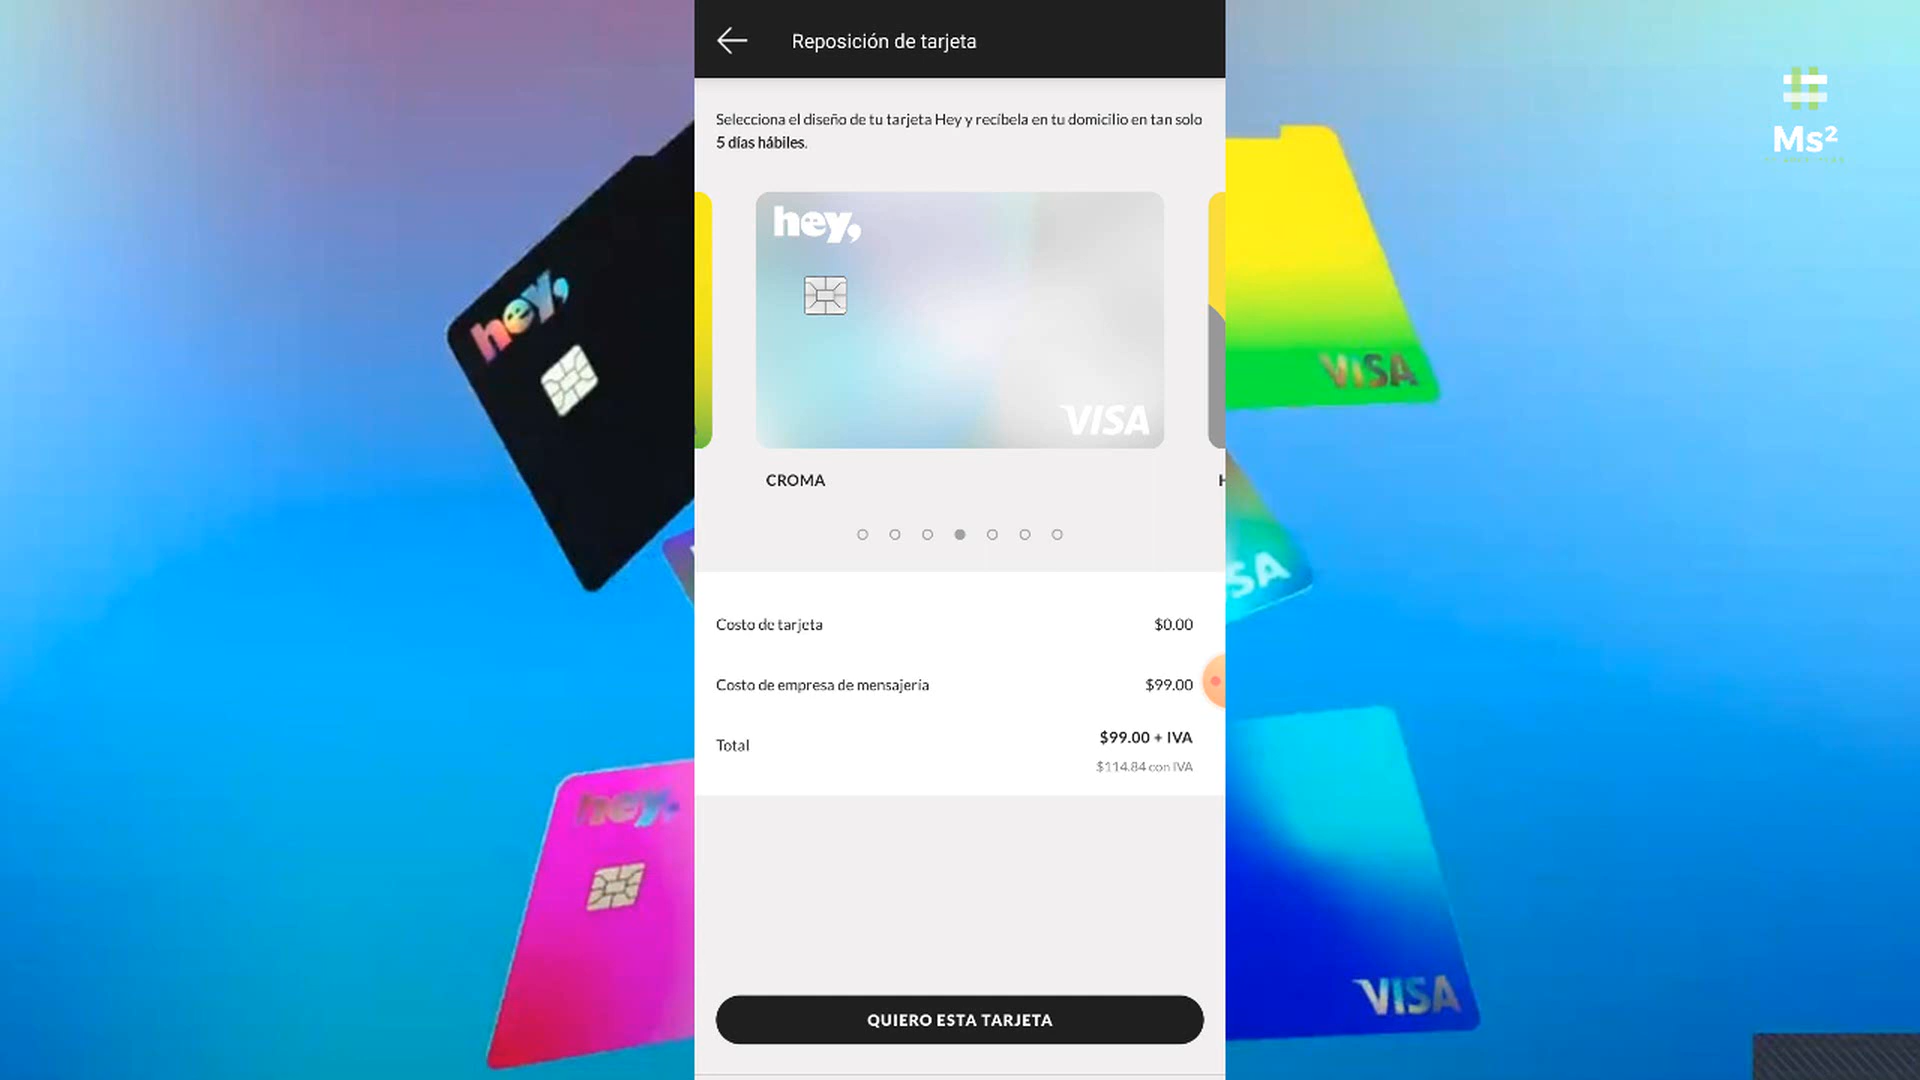 Reposición de tarjeta
Selecciona el diseño de tu tarjeta Hey y recíbela en tu domicilio en tan solo
5 días hábiles.
hey,
VISA
CROMA
H
Costo de tarjeta
$0.00
Costo de empresa de mensajería
$99.00
Total
$99.00 + IVA
$114.84 con IVA
QUIERO ESTA TARJETA
hey,
hey,
VISA
SA
VISA
Ms²